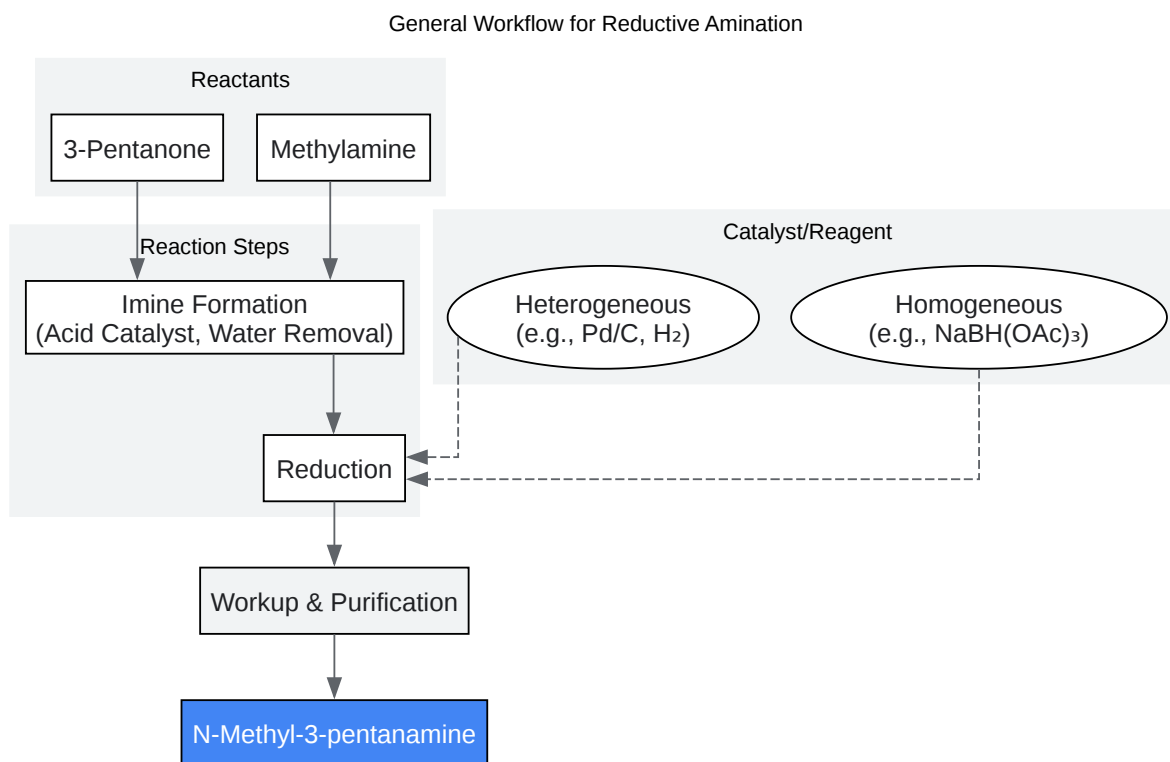 General Workflow for Reductive Amination
Reactants
3-Pentanone
Methylamine
Reaction Steps
Catalyst/Reagent
Imine Formation
(Acid Catalyst, Water Removal)
Heterogeneous
(e.g., Pd/C, H₂)
Homogeneous
(e.g., NaBH(OAc)₃)
Reduction
Workup & Purification
N-Methyl-3-pentanamine